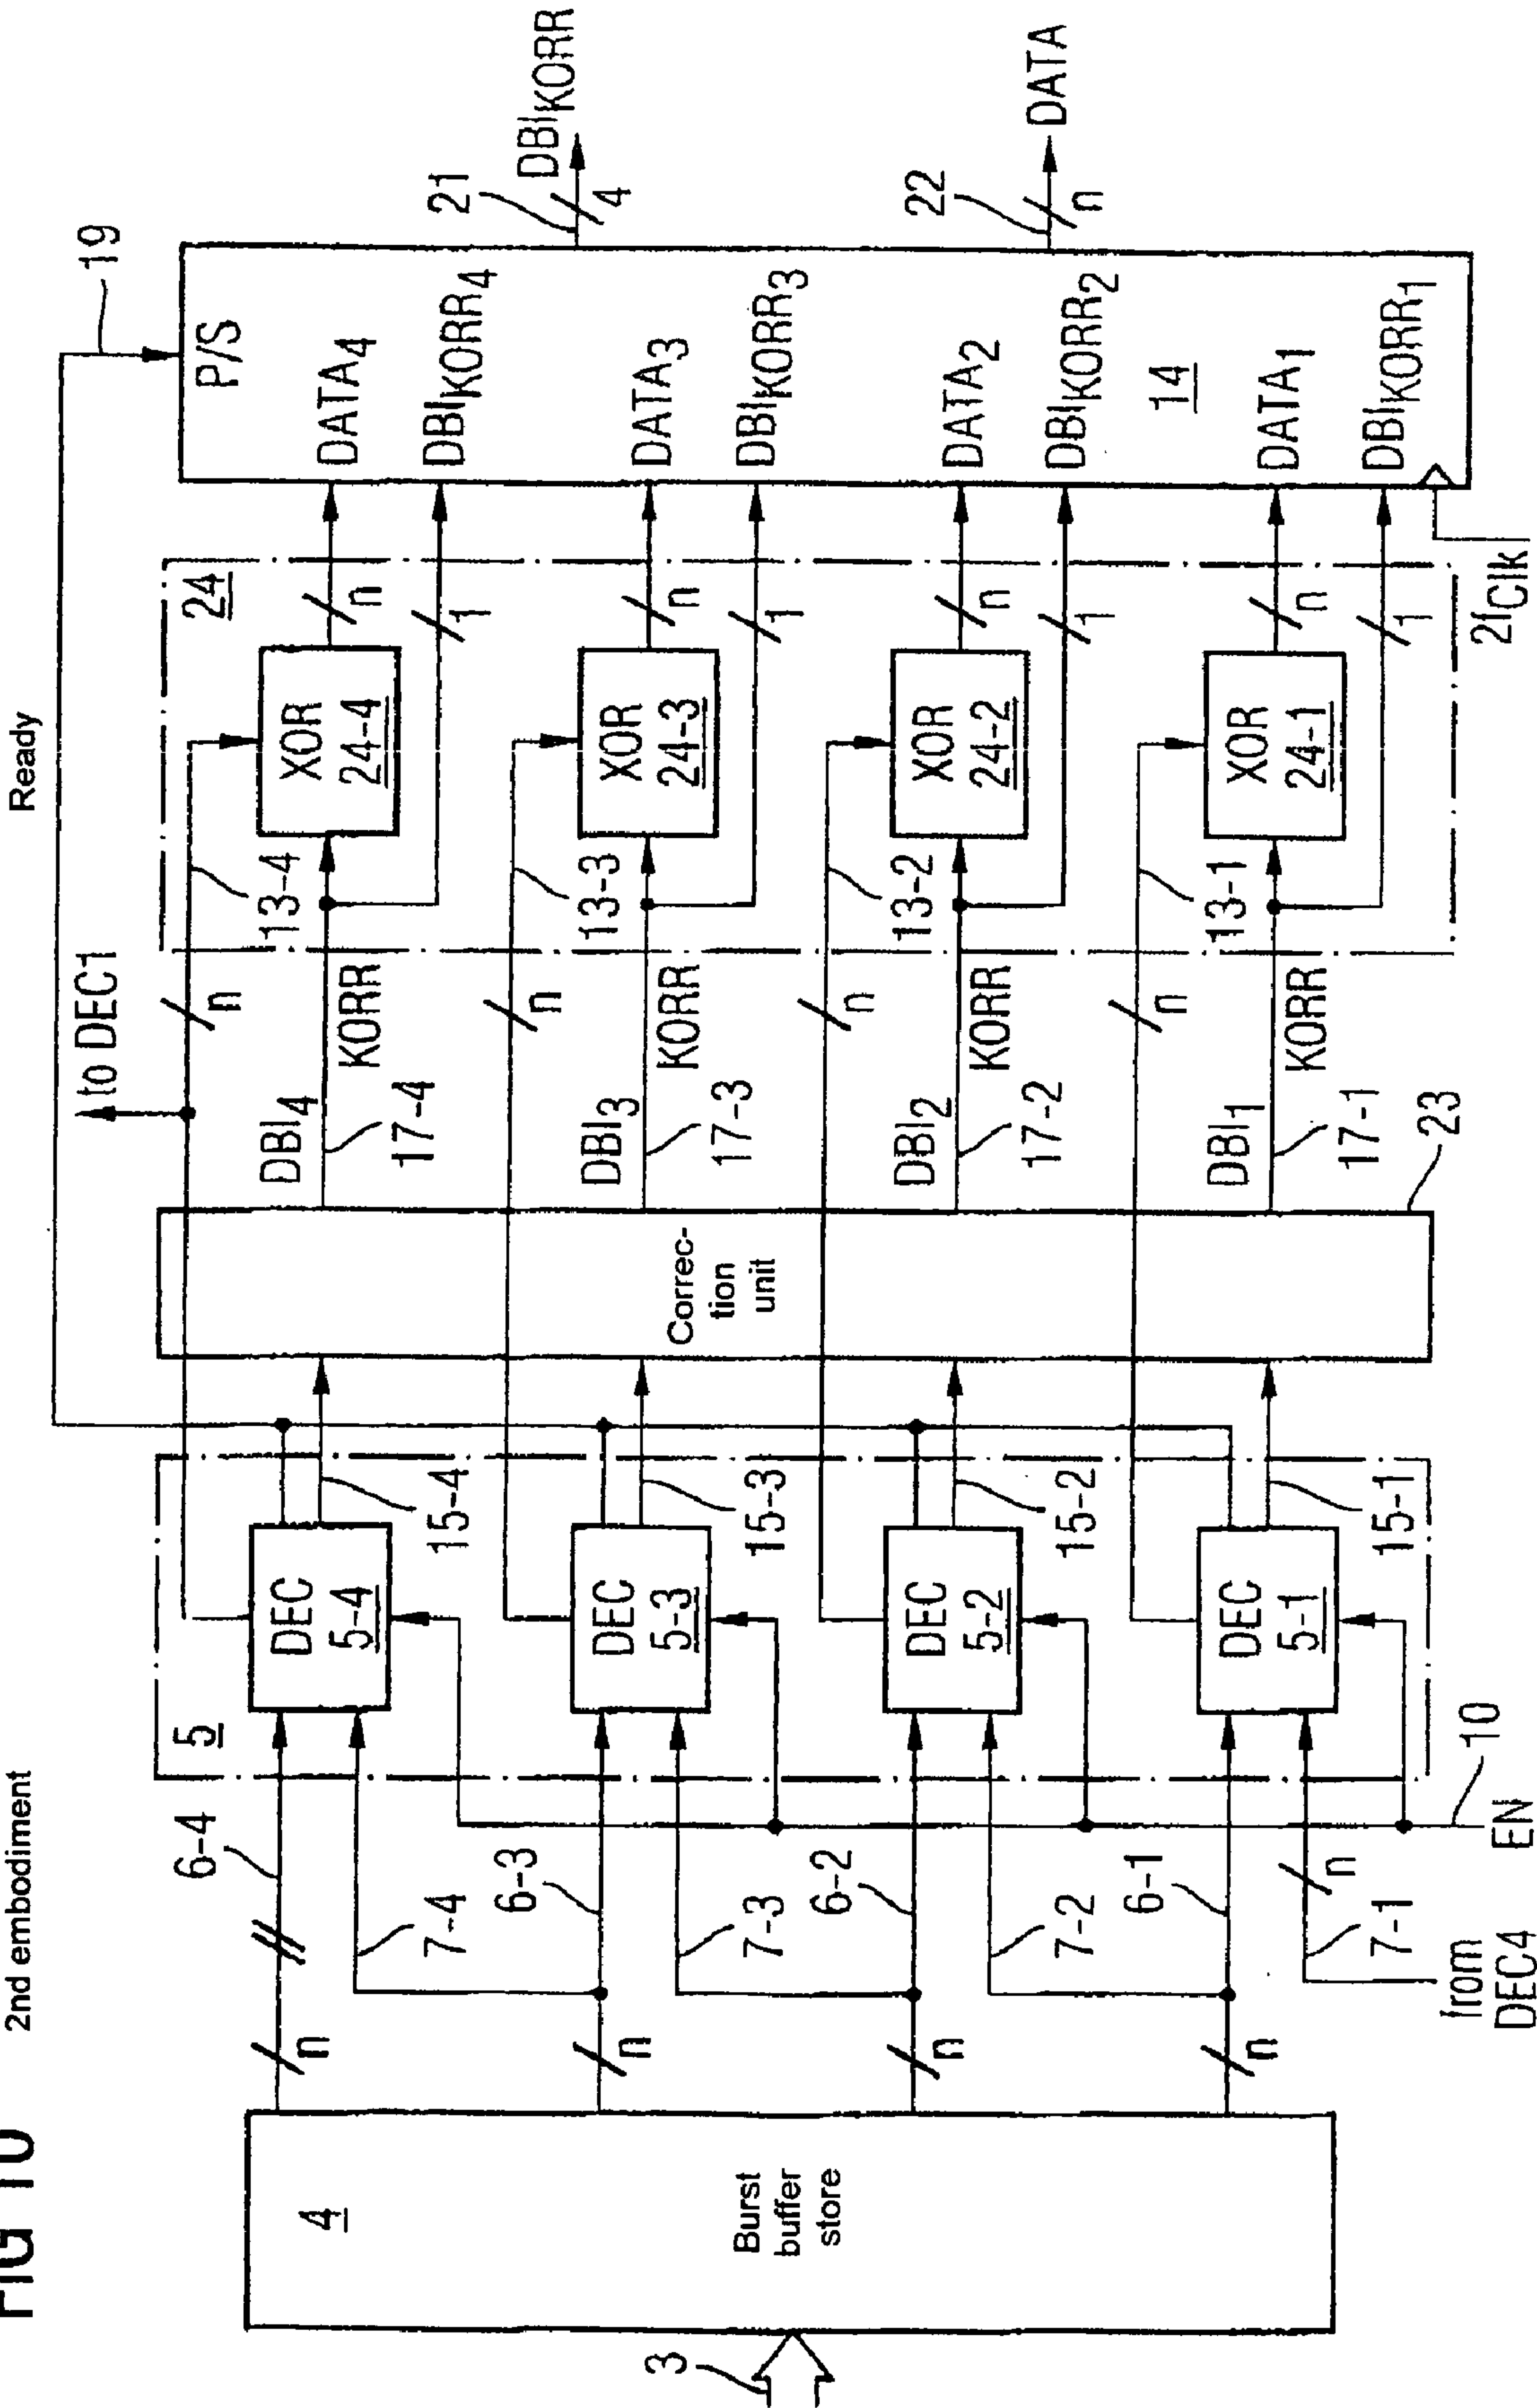 FIG 10
2nd embodiment
3
4
Burst
buffer
store
n
n
n
n
6-4
7-4
6-3
7-3
6-2
7-2
6-1
7-1
n
from
DEC4
EN
10
5
DEC
5-4
DEC
5-3
DEC
5-2
DEC
5-1
15-4
15-3
15-2
15-1
Correc-
tion
unit
23
Ready
to DEC1
n
n
n
n
DBI4
KORR
17-4
DBI3
KORR
17-3
DBI2
KORR
17-2
DBI1
KORR
17-1
13-4
13-3
13-2
13-1
24
XOR
24-4
XOR
24-3
XOR
24-2
XOR
24-1
n
1
n
1
n
1
n
1
2fClk
19
P/S
DATA4
DBIKORR4
DATA3
DBIKORR3
DATA2
DBIKORR2
14
DATA1
DBIKORR1
21
DBIKORR
4
22
DATA
n